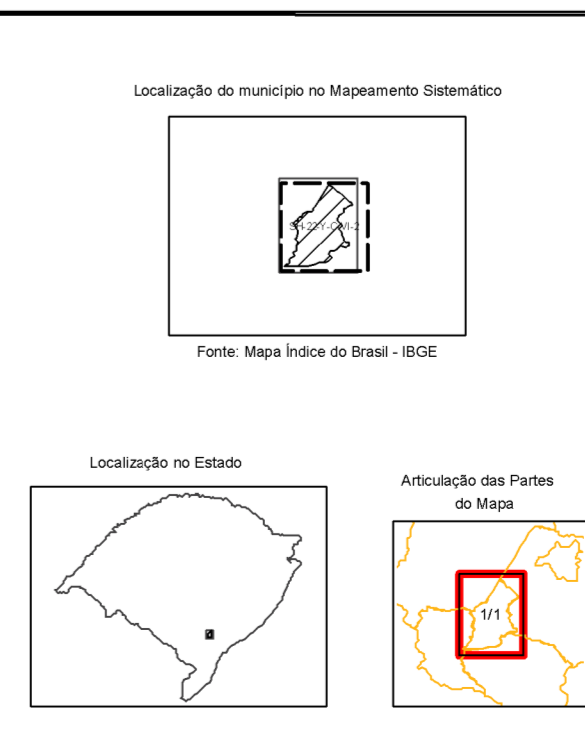 Localização do município no Mapeamento Sistemático
SH-22-Y-C-VI-2
Fonte: Mapa Índice do Brasil - IBGE
Localização no Estado
Articulação das Partes
do Mapa
1/1